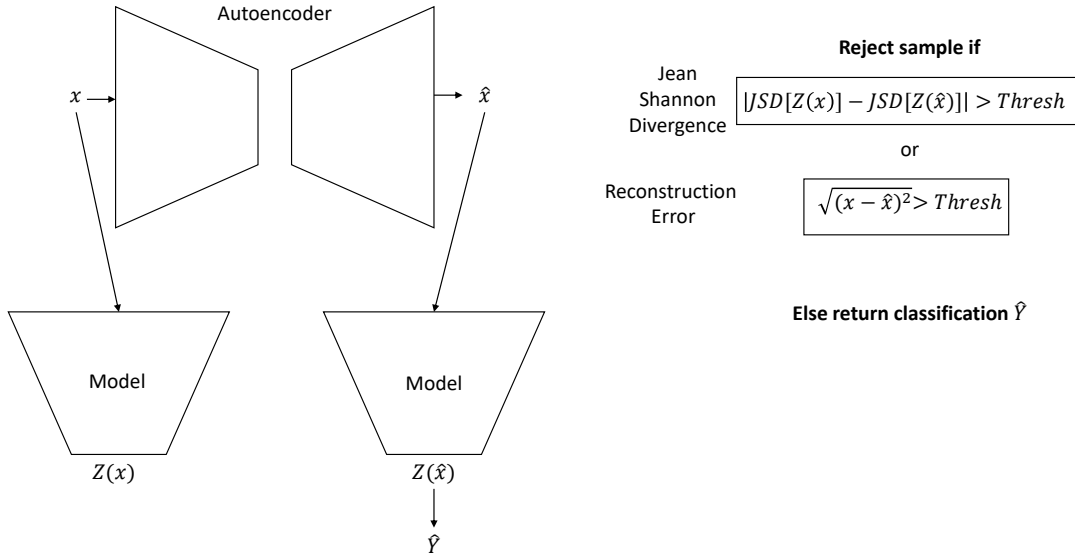 Autoencoder
x
x̂
Model
Model
Z(x)
Z(x̂)
Ŷ
Reject sample if
Jean
Shannon
Divergence
|JSD[Z(x)] − JSD[Z(x̂)]| > Thresh
or
Reconstruction
Error
√(x − x̂)² > Thresh
Else return classification Ŷ